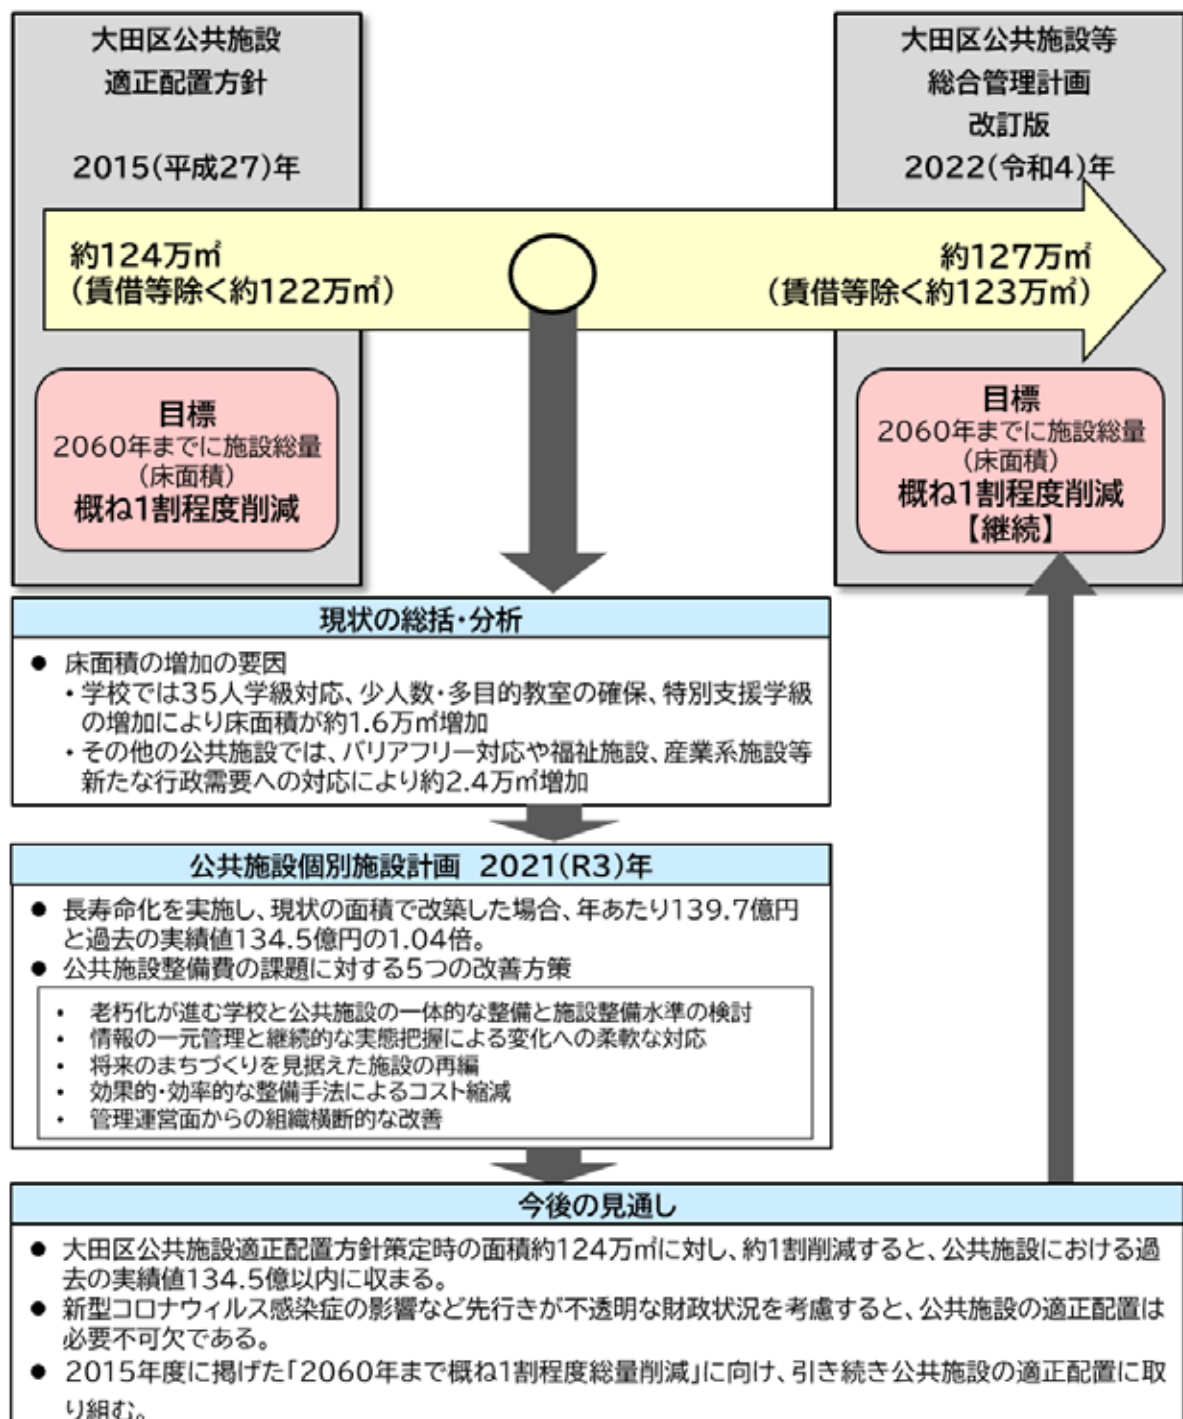 大田区公共施設
適正配置方針
2015(平成27)年
大田区公共施設等
総合管理計画
改訂版
2022(令和4)年
約124万㎡
(賃借等除く約122万㎡)
約127万㎡
(賃借等除く約123万㎡)
目標
2060年までに施設総量
(床面積)
概ね1割程度削減
目標
2060年までに施設総量
(床面積)
概ね1割程度削減
【継続】
現状の総括・分析
● 床面積の増加の要因
・学校では35人学級対応、少人数・多目的教室の確保、特別支援学級
の増加により床面積が約1.6万㎡増加
・その他の公共施設では、バリアフリー対応や福祉施設、産業系施設等
新たな行政需要への対応により約2.4万㎡増加
公共施設個別施設計画 2021(R3)年
● 長寿命化を実施し、現状の面積で改築した場合、年あたり139.7億円
と過去の実績値134.5億円の1.04倍。
● 公共施設整備費の課題に対する5つの改善方策
・ 老朽化が進む学校と公共施設の一体的な整備と施設整備水準の検討
・ 情報の一元管理と継続的な実態把握による変化への柔軟な対応
・ 将来のまちづくりを見据えた施設の再編
・ 効果的・効率的な整備手法によるコスト縮減
・ 管理運営面からの組織横断的な改善
今後の見通し
● 大田区公共施設適正配置方針策定時の面積約124万㎡に対し、約1割削減すると、公共施設における過
去の実績値134.5億以内に収まる。
● 新型コロナウィルス感染症の影響など先行きが不透明な財政状況を考慮すると、公共施設の適正配置は
必要不可欠である。
● 2015年度に掲げた「2060年まで概ね1割程度総量削減」に向け、引き続き公共施設の適正配置に取
り組む。